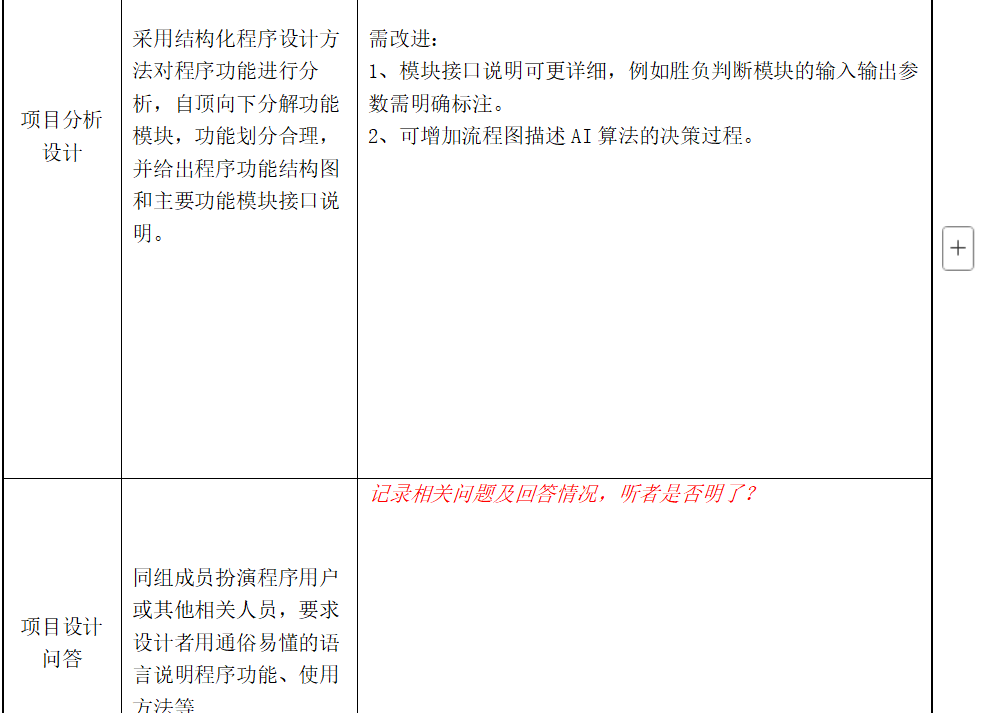 项目分析
设计
采用结构化程序设计方
法对程序功能进行分
析，自顶向下分解功能
模块，功能划分合理，
并给出程序功能结构图
和主要功能模块接口说
明。
需改进：
1、模块接口说明可更详细，例如胜负判断模块的输入输出参
数需明确标注。
2、可增加流程图描述 AI 算法的决策过程。
项目设计
问答
同组成员扮演程序用户
或其他相关人员，要求
设计者用通俗易懂的语
言说明程序功能、使用
方法等
记录相关问题及回答情况，听者是否明了？